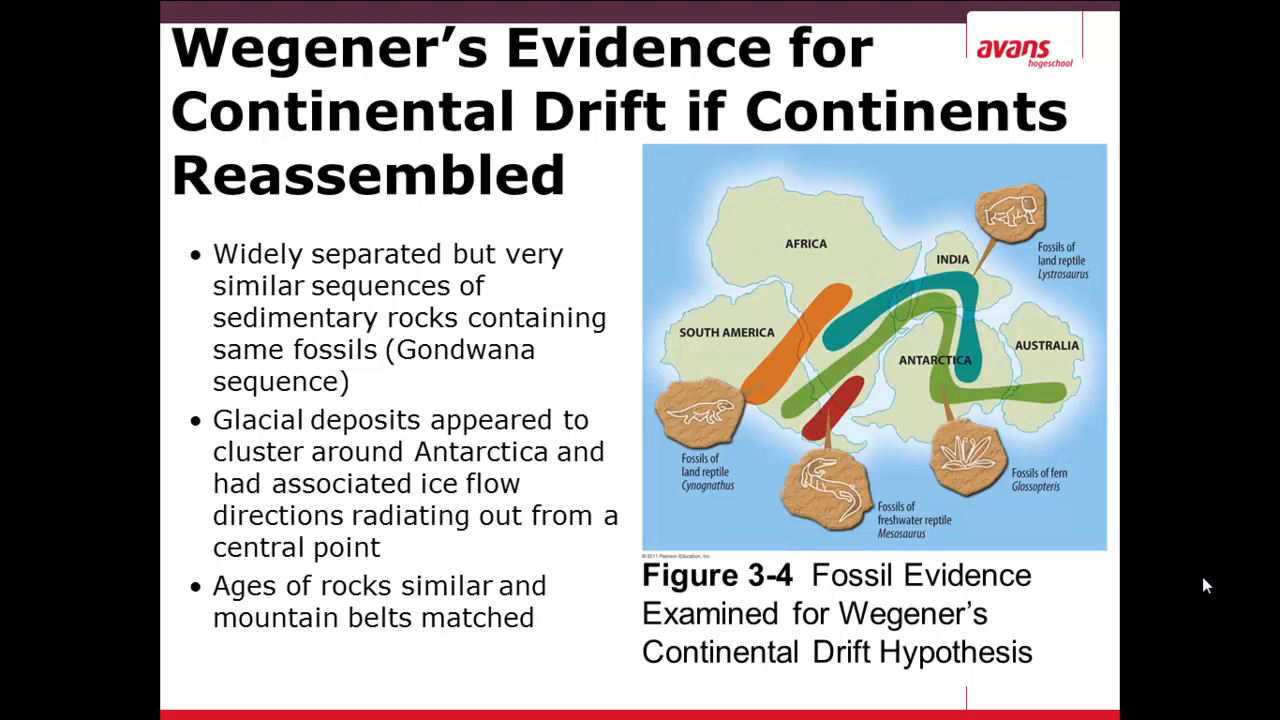 Wegener’s Evidence for
Continental Drift if Continents
Reassembled
avans
hogeschool
• Widely separated but very
similar sequences of
sedimentary rocks containing
same fossils (Gondwana
sequence)
• Glacial deposits appeared to
cluster around Antarctica and
had associated ice flow
directions radiating out from a
central point
• Ages of rocks similar and
mountain belts matched
AFRICA
INDIA
Fossils of
land reptile
Lystrosaurus
SOUTH AMERICA
ANTARCTICA
AUSTRALIA
Fossils of
land reptile
Cynognathus
Fossils of
freshwater reptile
Mesosaurus
Fossils of fern
Glossopteris
© 2011 Pearson Education, Inc.
Figure 3-4 Fossil Evidence
Examined for Wegener’s
Continental Drift Hypothesis